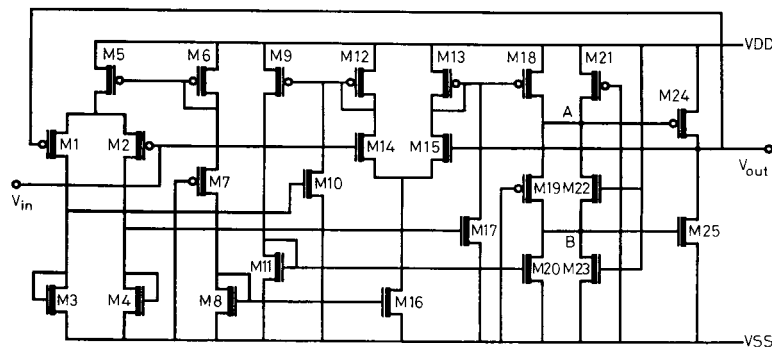 M5 M6 M9 M12 M13 M18 M21 VDD
A M24
M1 M2 M14 M15
Vout
M7 M10 M19 M22
Vin
M17 M25
B
M11 M20 M23
M3 M4 M8 M16
VSS